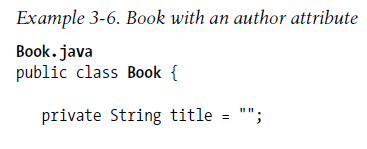 Example 3-6. Book with an author attribute
Book.java
public class Book {
private String title = "";